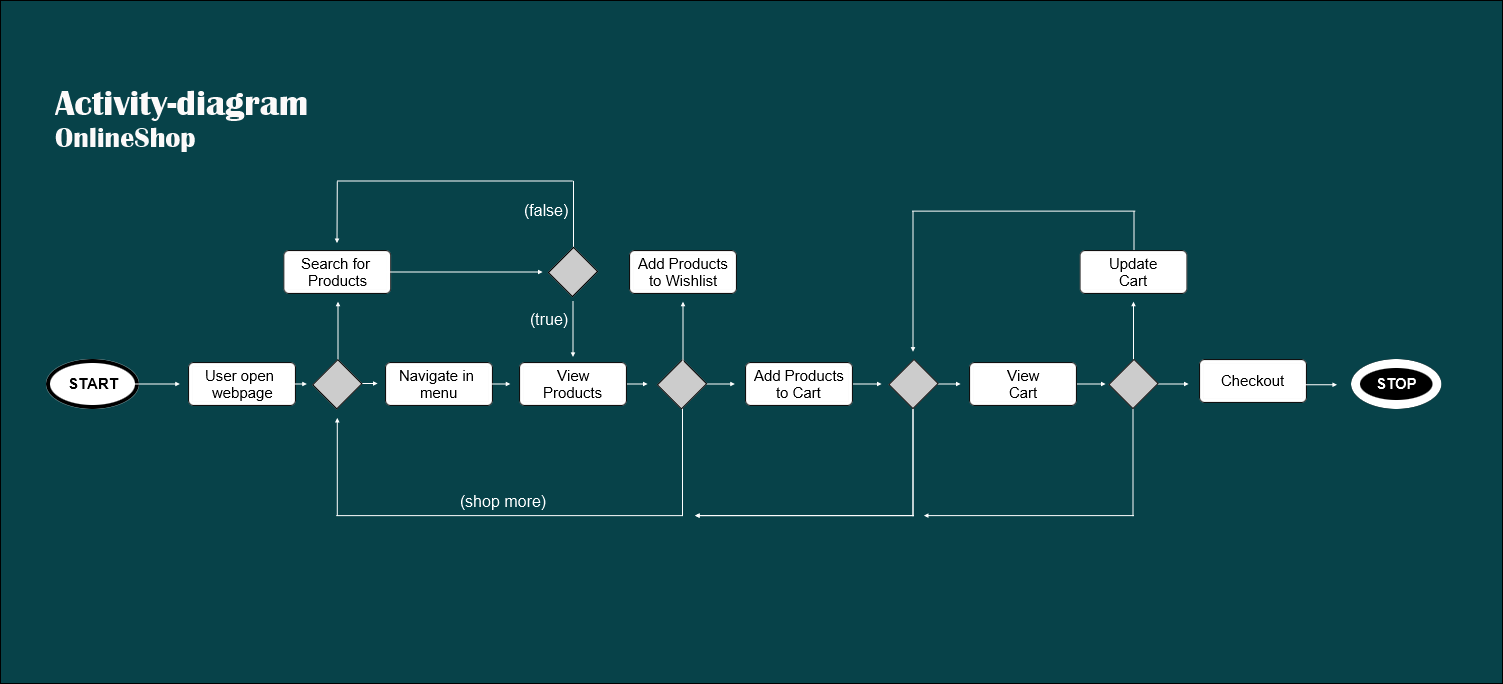 Activity-diagram
OnlineShop
(false)
Search for
Products
Add Products
to Wishlist
Update
Cart
(true)
START
User open
webpage
Navigate in
menu
View
Products
Add Products
to Cart
View
Cart
Checkout
STOP
(shop more)